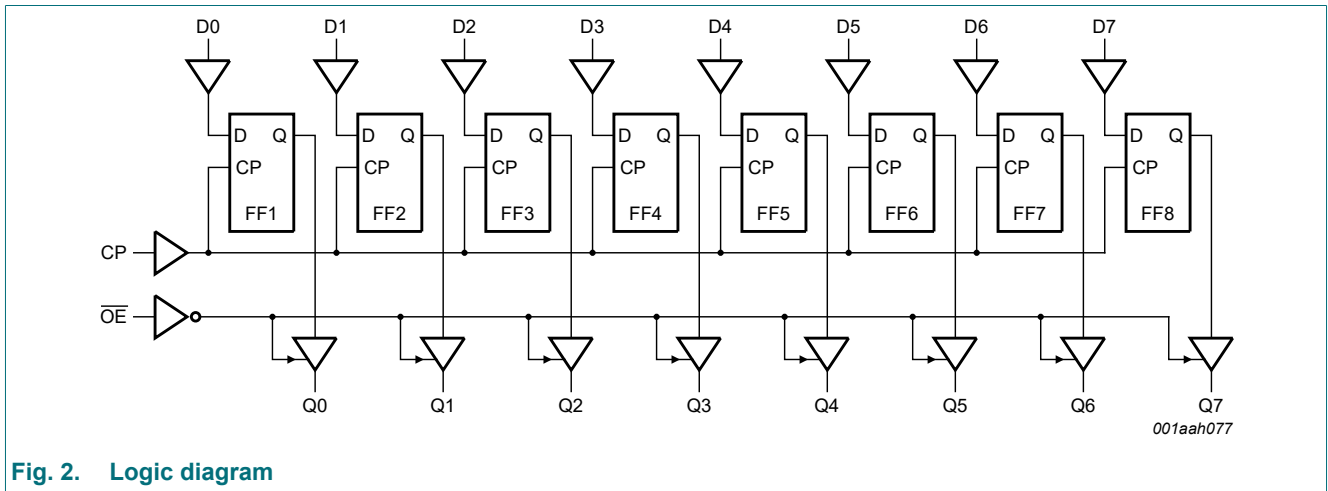 D0 D1 D2 D3 D4 D5 D6 D7
D Q D Q D Q D Q D Q D Q D Q D Q
CP CP CP CP CP CP CP CP
FF1 FF2 FF3 FF4 FF5 FF6 FF7 FF8
CP
O̅E̅
Q0 Q1 Q2 Q3 Q4 Q5 Q6 Q7
001aah077
Fig. 2. Logic diagram